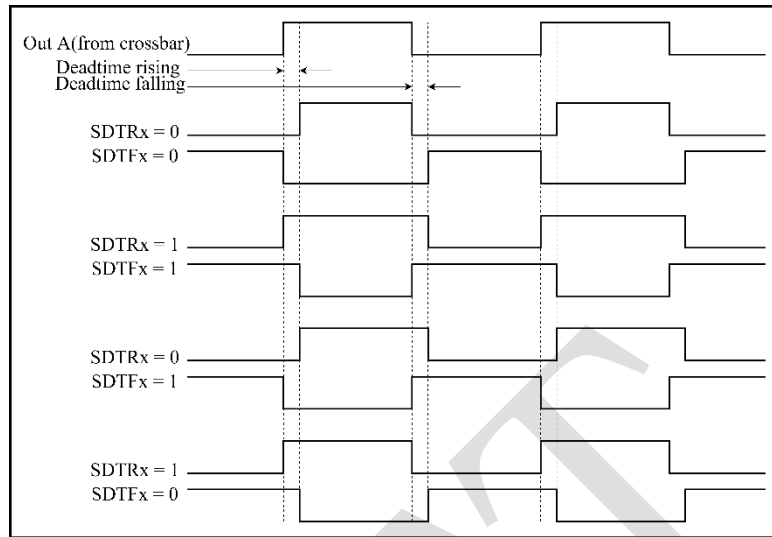 Out A(from crossbar)
Deadtime rising
Deadtime falling
SDTRx = 0
SDTFx = 0
SDTRx = 1
SDTFx = 1
SDTRx = 0
SDTFx = 1
SDTRx = 1
SDTFx = 0